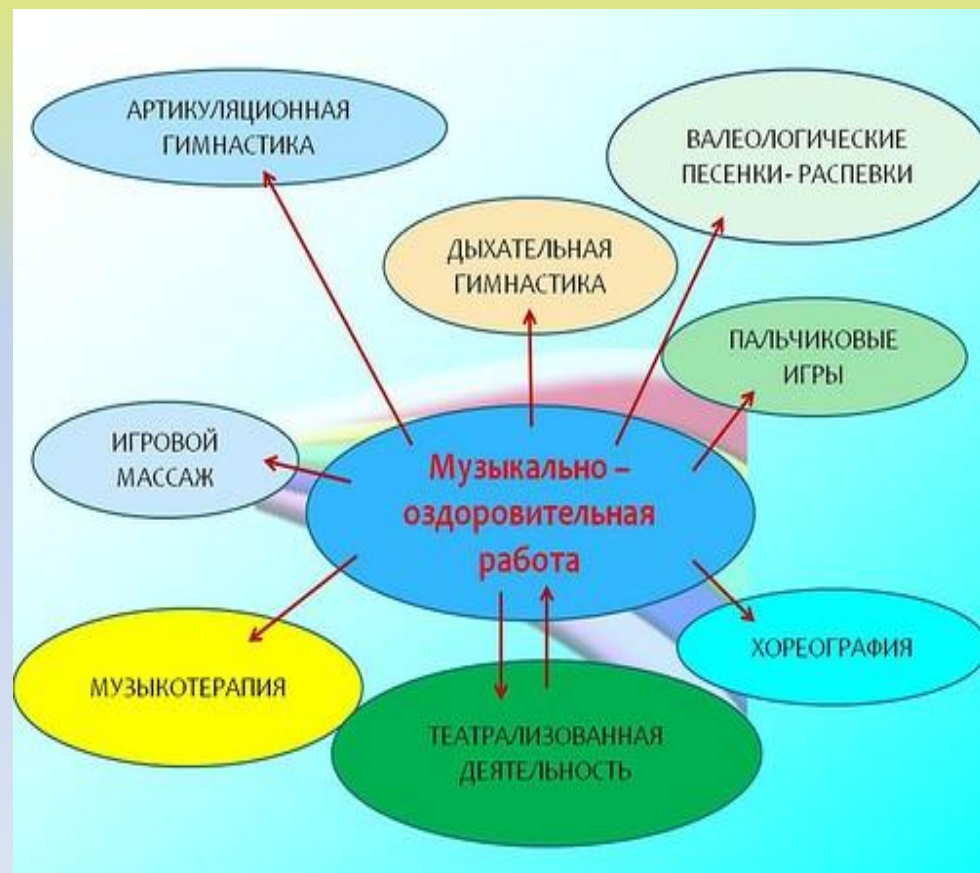 АРТИКУЛЯЦИОННАЯ
ГИМНАСТИКА
ВАЛЕОЛОГИЧЕСКИЕ
ПЕСЕНКИ- РАСПЕВКИ
ДЫХАТЕЛЬНАЯ
ГИМНАСТИКА
ПАЛЬЧИКОВЫЕ
ИГРЫ
ИГРОВОЙ
МАССАЖ
Музыкально –
оздоровительная
работа
МУЗЫКОТЕРАПИЯ
ХОРЕОГРАФИЯ
ТЕАТРАЛИЗОВАННАЯ
ДЕЯТЕЛЬНОСТЬ